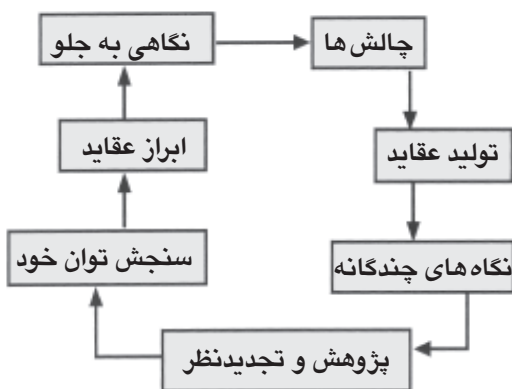 نگاهی به جلو
چالش‌ها
تولید عقاید
نگاه‌های چندگانه
پژوهش و تجدیدنظر
سنجش توان خود
ابراز عقاید